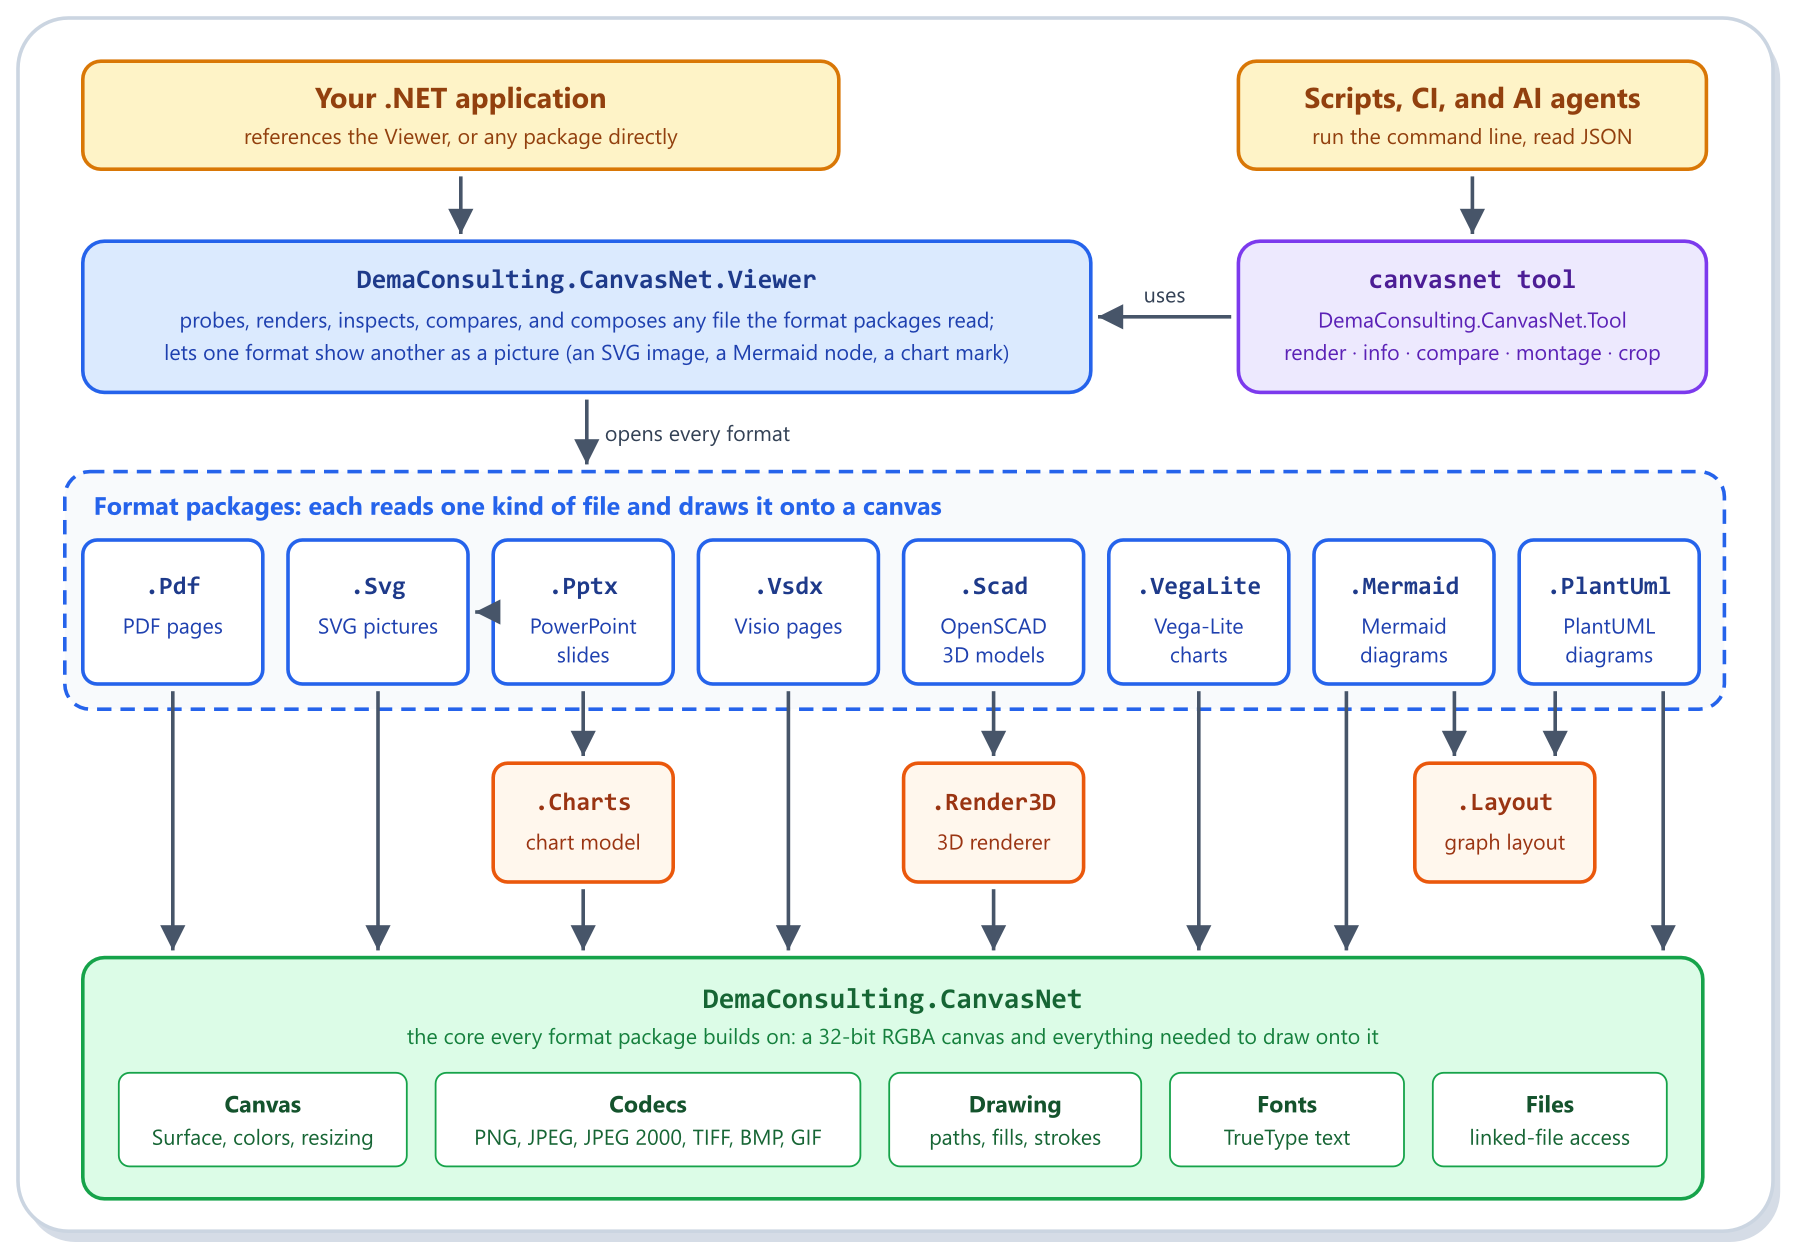 Your .NET application
references the Viewer, or any package directly
Scripts, CI, and AI agents
run the command line, read JSON
DemaConsulting.CanvasNet.Viewer
probes, renders, inspects, compares, and composes any file the format packages read;
lets one format show another as a picture (an SVG image, a Mermaid node, a chart mark)
uses
canvasnet tool
DemaConsulting.CanvasNet.Tool
render · info · compare · montage · crop
opens every format
Format packages: each reads one kind of file and draws it onto a canvas
.Pdf
PDF pages
.Svg
SVG pictures
.Pptx
PowerPoint
slides
.Vsdx
Visio pages
.Scad
OpenSCAD
3D models
.VegaLite
Vega-Lite
charts
.Mermaid
Mermaid
diagrams
.PlantUml
PlantUML
diagrams
.Charts
chart model
.Render3D
3D renderer
.Layout
graph layout
DemaConsulting.CanvasNet
the core every format package builds on: a 32-bit RGBA canvas and everything needed to draw onto it
Canvas
Surface, colors, resizing
Codecs
PNG, JPEG, JPEG 2000, TIFF, BMP, GIF
Drawing
paths, fills, strokes
Fonts
TrueType text
Files
linked-file access